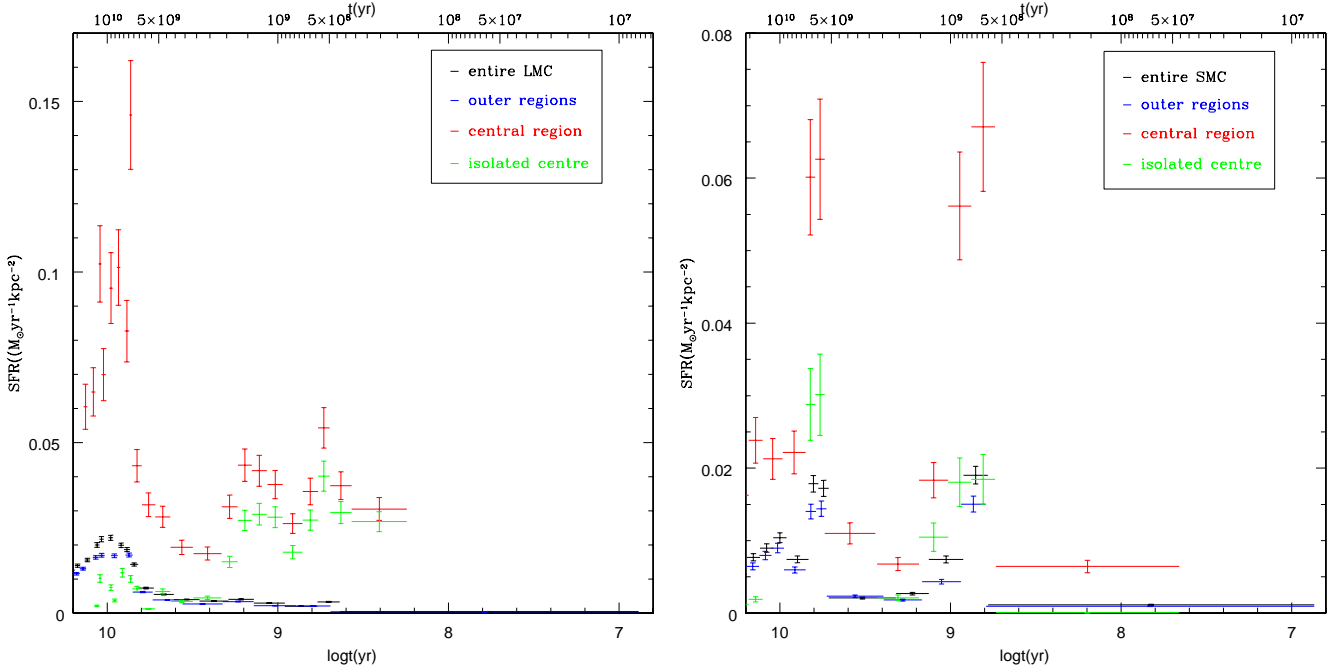 t(yr)
10¹⁰ 5×10⁹ 10⁹ 5×10⁸ 10⁸ 5×10⁷ 10⁷
entire LMC
outer regions
central region
isolated centre
SFR((M⊙yr⁻¹kpc⁻²)
0.15
0.1
0.05
0
10 9 8 7
logt(yr)
t(yr)
10¹⁰ 5×10⁹ 10⁹ 5×10⁸ 10⁸ 5×10⁷ 10⁷
entire SMC
outer regions
central region
isolated centre
SFR(M⊙yr⁻¹kpc⁻²)
0.08
0.06
0.04
0.02
0
10 9 8 7
logt(yr)